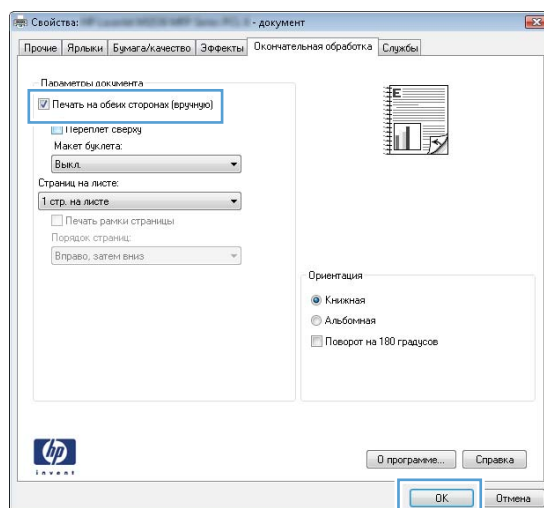 Свойства: - документ
Прочие Ярлыки Бумага/качество Эффекты Окончательная обработка Службы
Параметры документа
Печать на обеих сторонах (вручную)
Переплет сверху
Макет буклета:
Выкл.
Страниц на листе:
1 стр. на листе
Печать рамки страницы
Порядок страниц:
Вправо, затем вниз
E
Ориентация
Книжная
Альбомная
Поворот на 180 градусов
hp
invent
О программе... Справка
OK Отмена